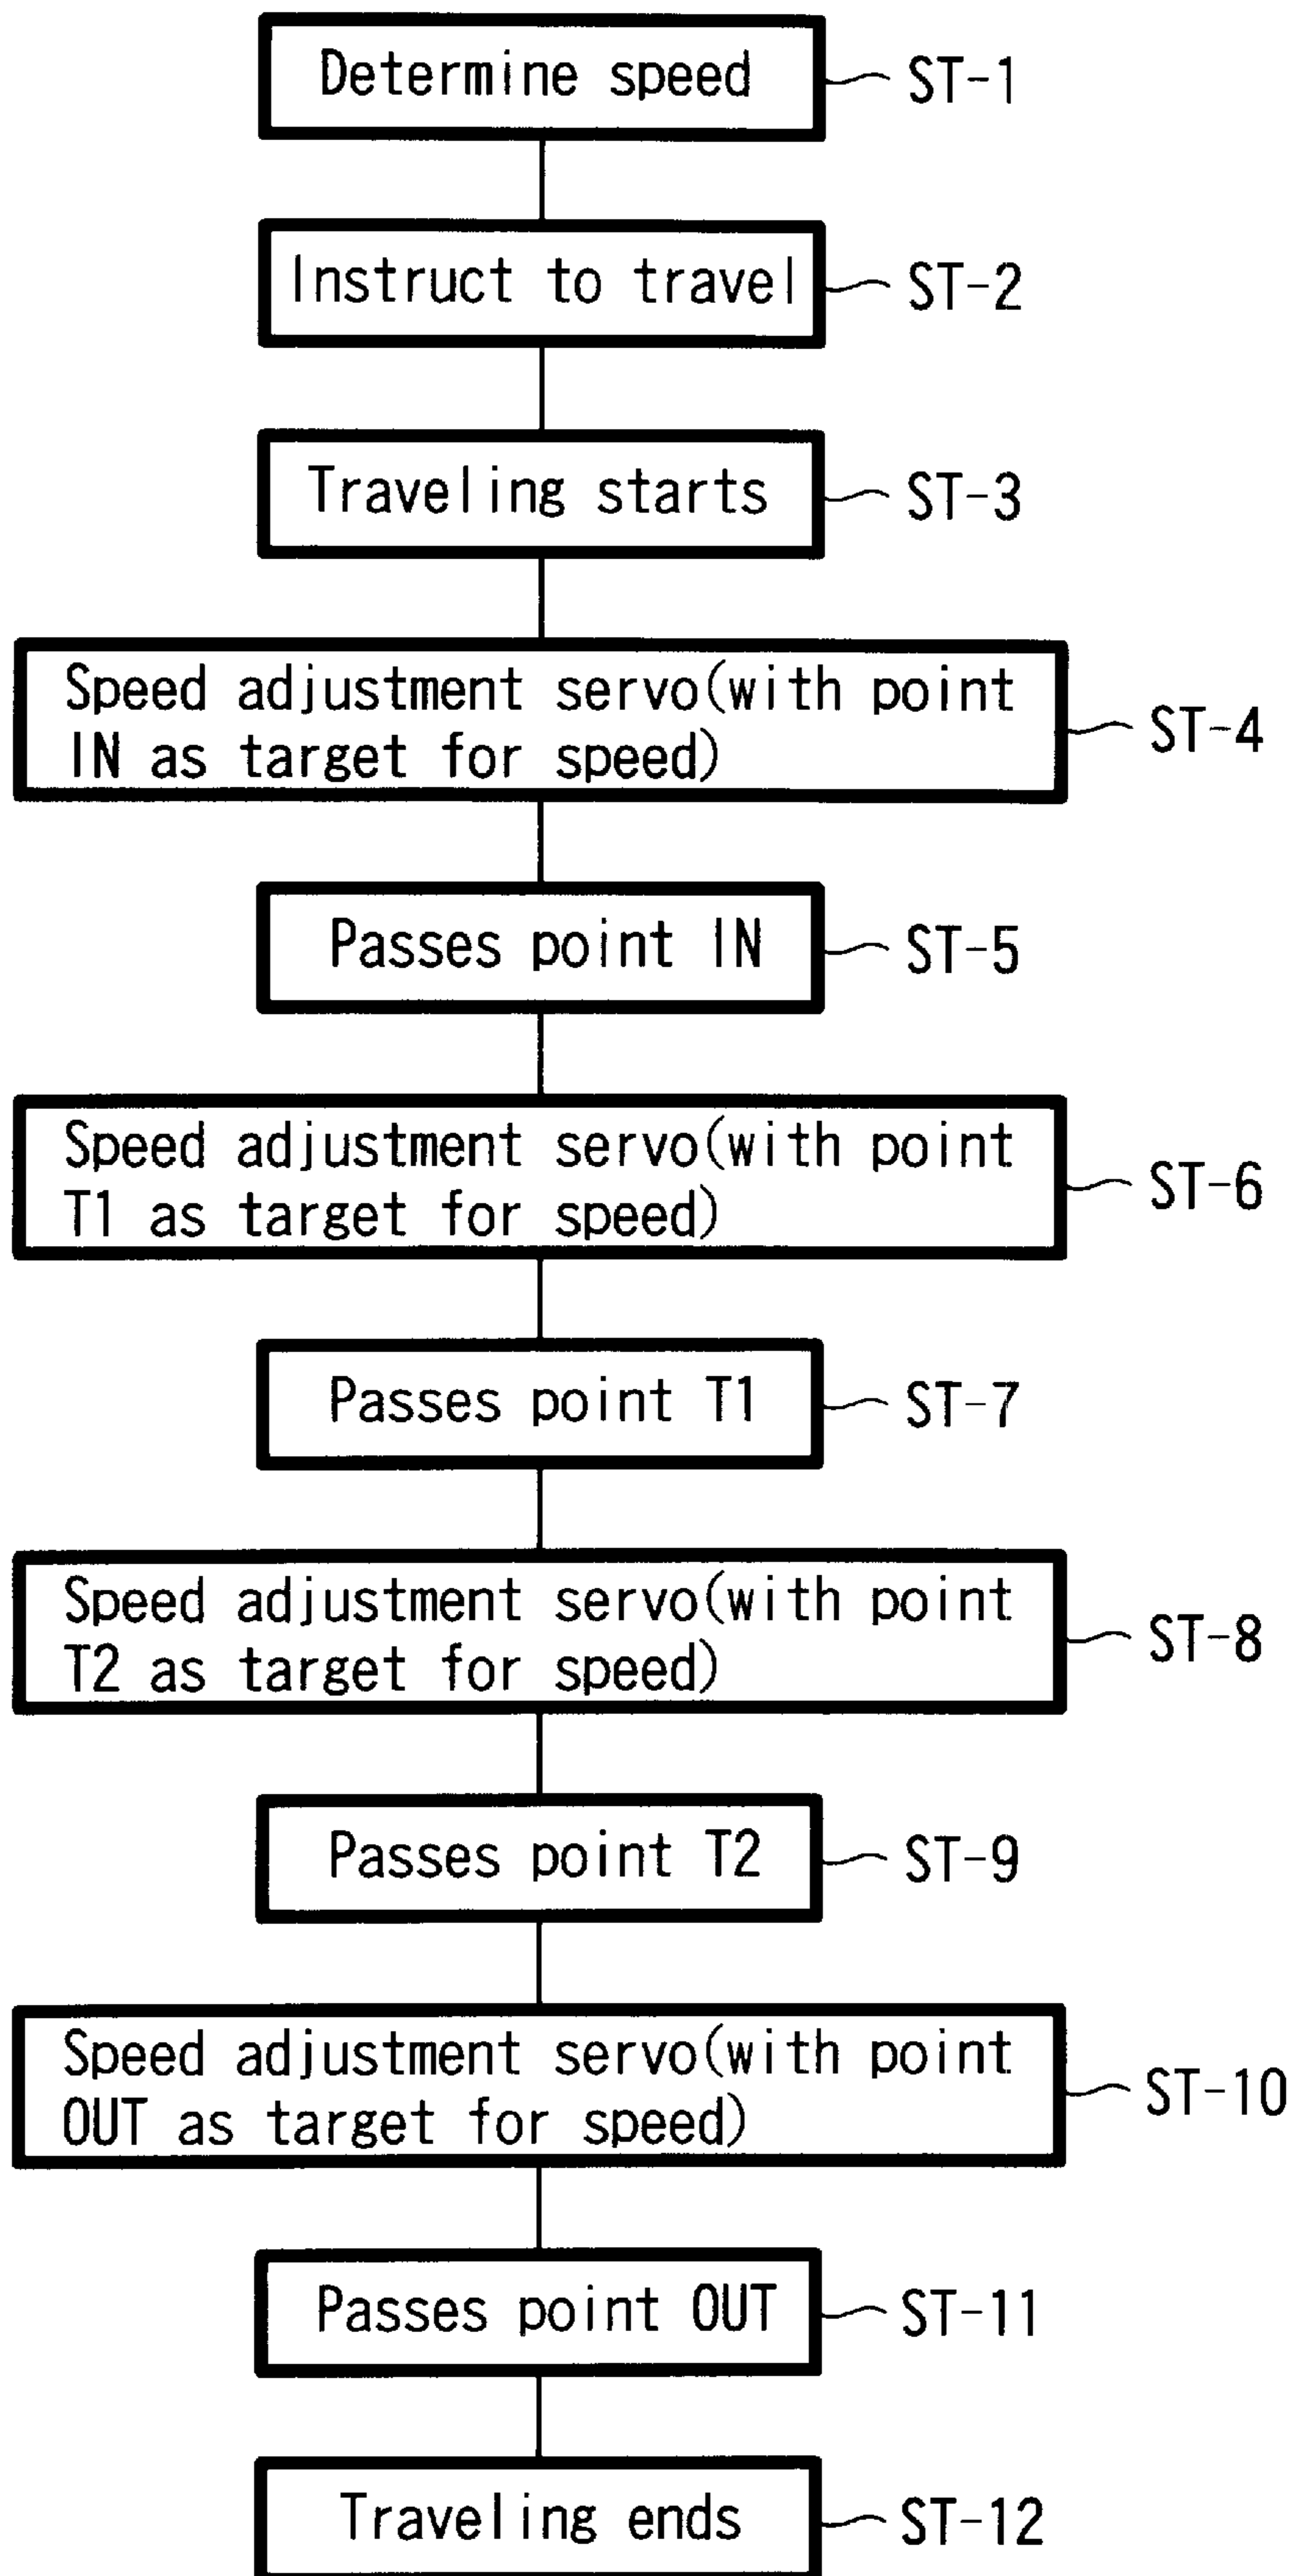 Determine speed
ST-1
Instruct to travel
ST-2
Traveling starts
ST-3
Speed adjustment servo(with point
IN as target for speed)
ST-4
Passes point IN
ST-5
Speed adjustment servo(with point
T1 as target for speed)
ST-6
Passes point T1
ST-7
Speed adjustment servo(with point
T2 as target for speed)
ST-8
Passes point T2
ST-9
Speed adjustment servo(with point
OUT as target for speed)
ST-10
Passes point OUT
ST-11
Traveling ends
ST-12